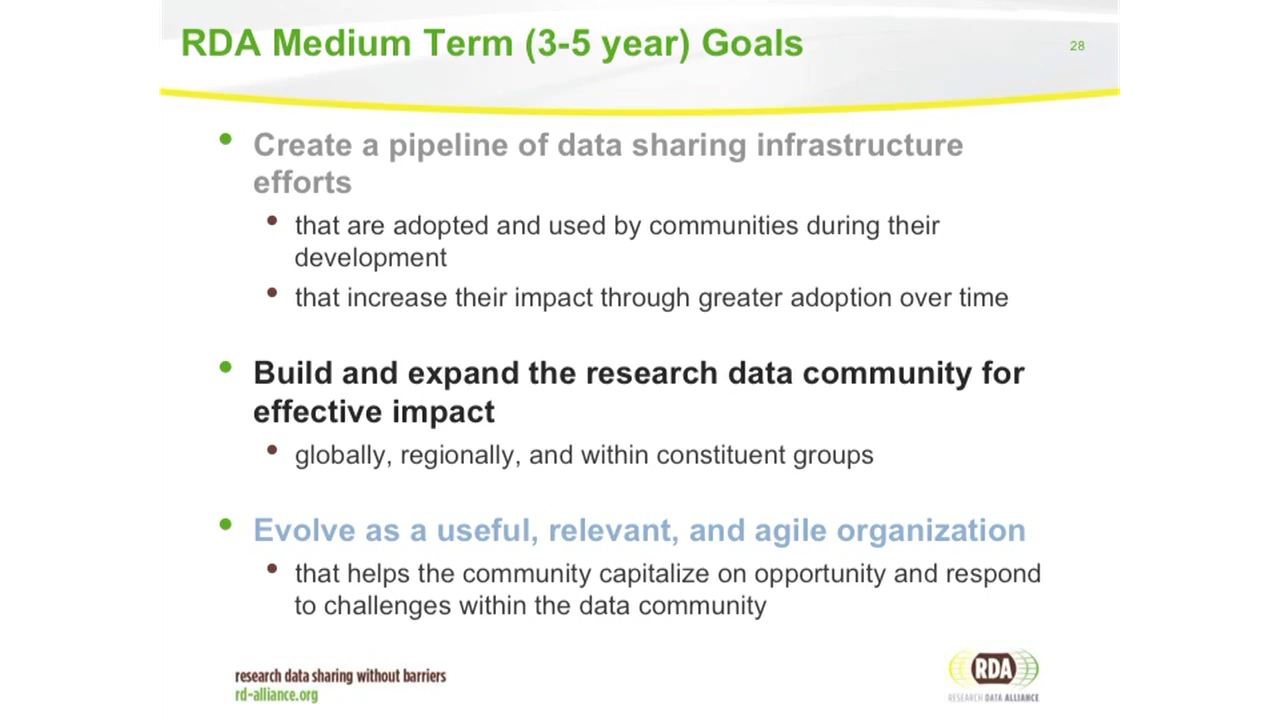 RDA Medium Term (3-5 year) Goals
28
• Create a pipeline of data sharing infrastructure
efforts
• that are adopted and used by communities during their
development
• that increase their impact through greater adoption over time
• Build and expand the research data community for
effective impact
• globally, regionally, and within constituent groups
• Evolve as a useful, relevant, and agile organization
• that helps the community capitalize on opportunity and respond
to challenges within the data community
research data sharing without barriers
rd-alliance.org
RDA
RESEARCH DATA ALLIANCE